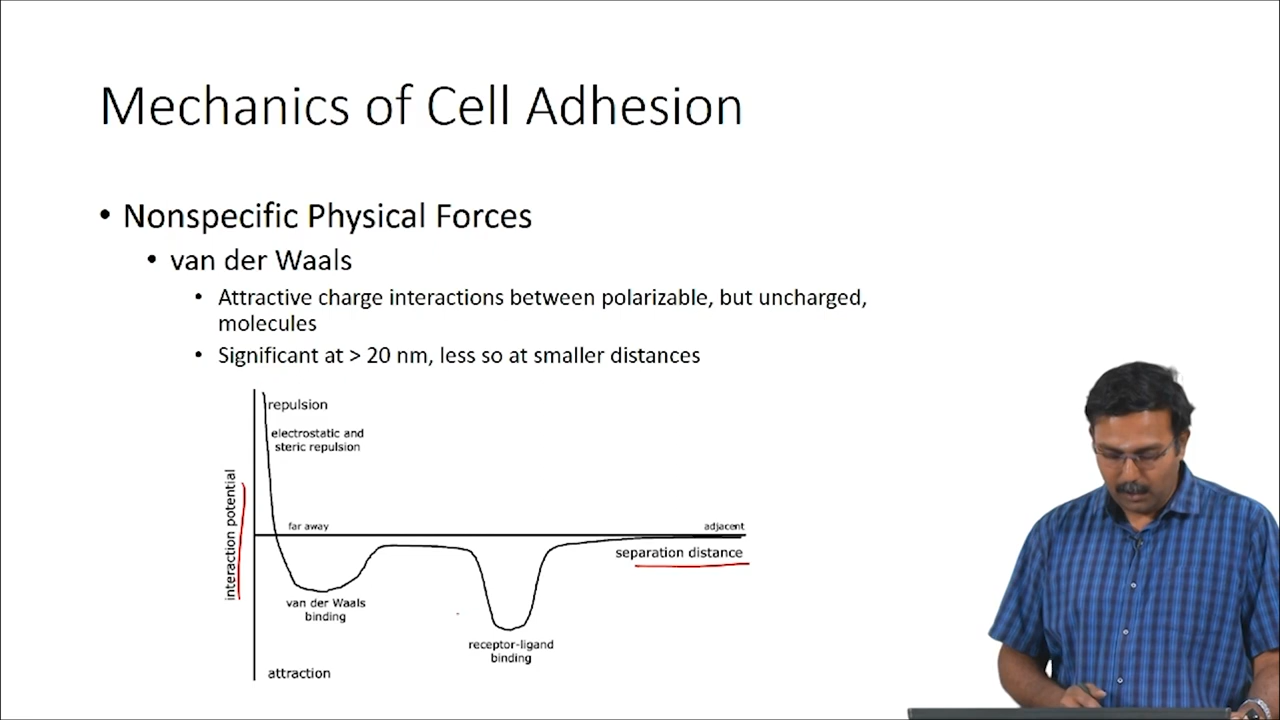 Mechanics of Cell Adhesion
• Nonspecific Physical Forces
• van der Waals
• Attractive charge interactions between polarizable, but uncharged,
molecules
• Significant at > 20 nm, less so at smaller distances
repulsion
electrostatic and
steric repulsion
interaction potential
far away
adjacent
separation distance
van der Waals
binding
receptor-ligand
binding
attraction